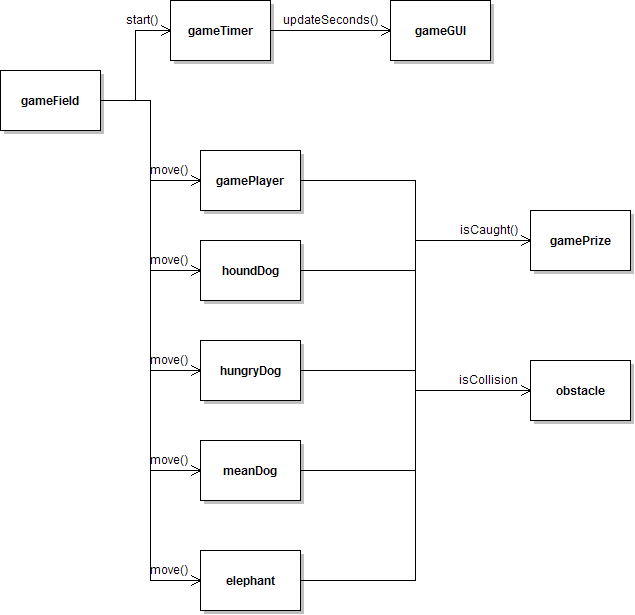 start()
gameTimer
updateSeconds()
gameGUI
gameField
move()
gamePlayer
isCaught()
gamePrize
move()
houndDog
move()
hungryDog
isCollision
obstacle
move()
meanDog
move()
elephant